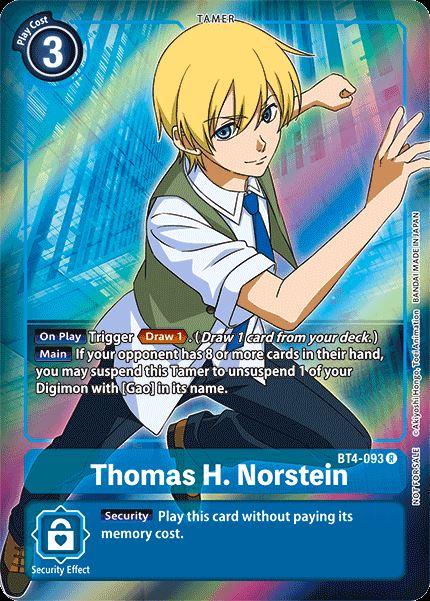 TAMER
Play Cost
3
On Play Trigger Draw 1. (Draw 1 card from your deck.)
Main If your opponent has 8 or more cards in their hand,
you may suspend this Tamer to unsuspend 1 of your
Digimon with [Gao] in its name.
BT4-093 R
Thomas H. Norstein
Security Play this card without paying its
memory cost.
Security Effect
NOT FOR SALE ©Akiyoshi Hongo, Toei Animation BANDAI MADE IN JAPAN